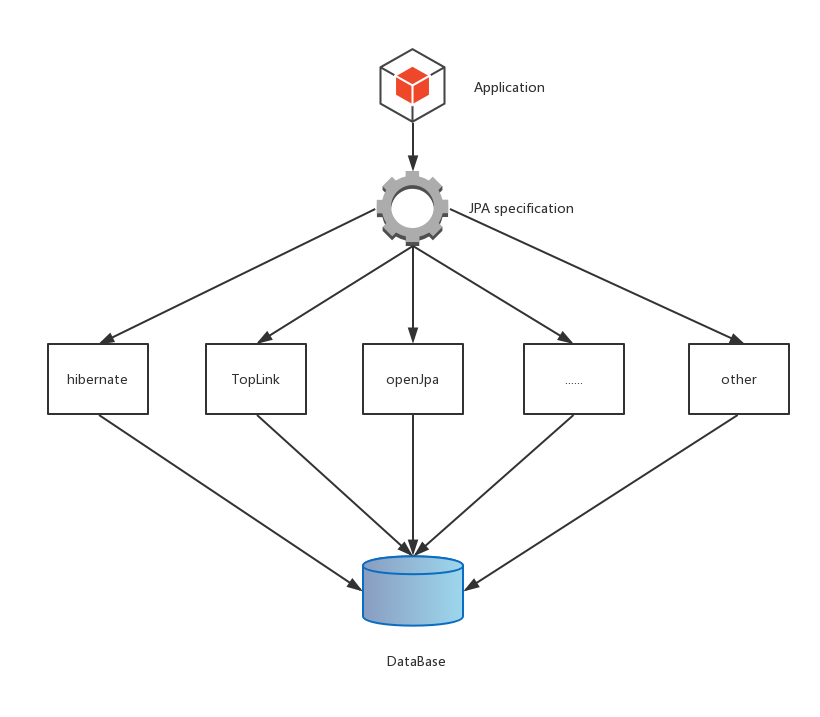 Application
JPA specification
hibernate
TopLink
openJpa
......
other
DataBase